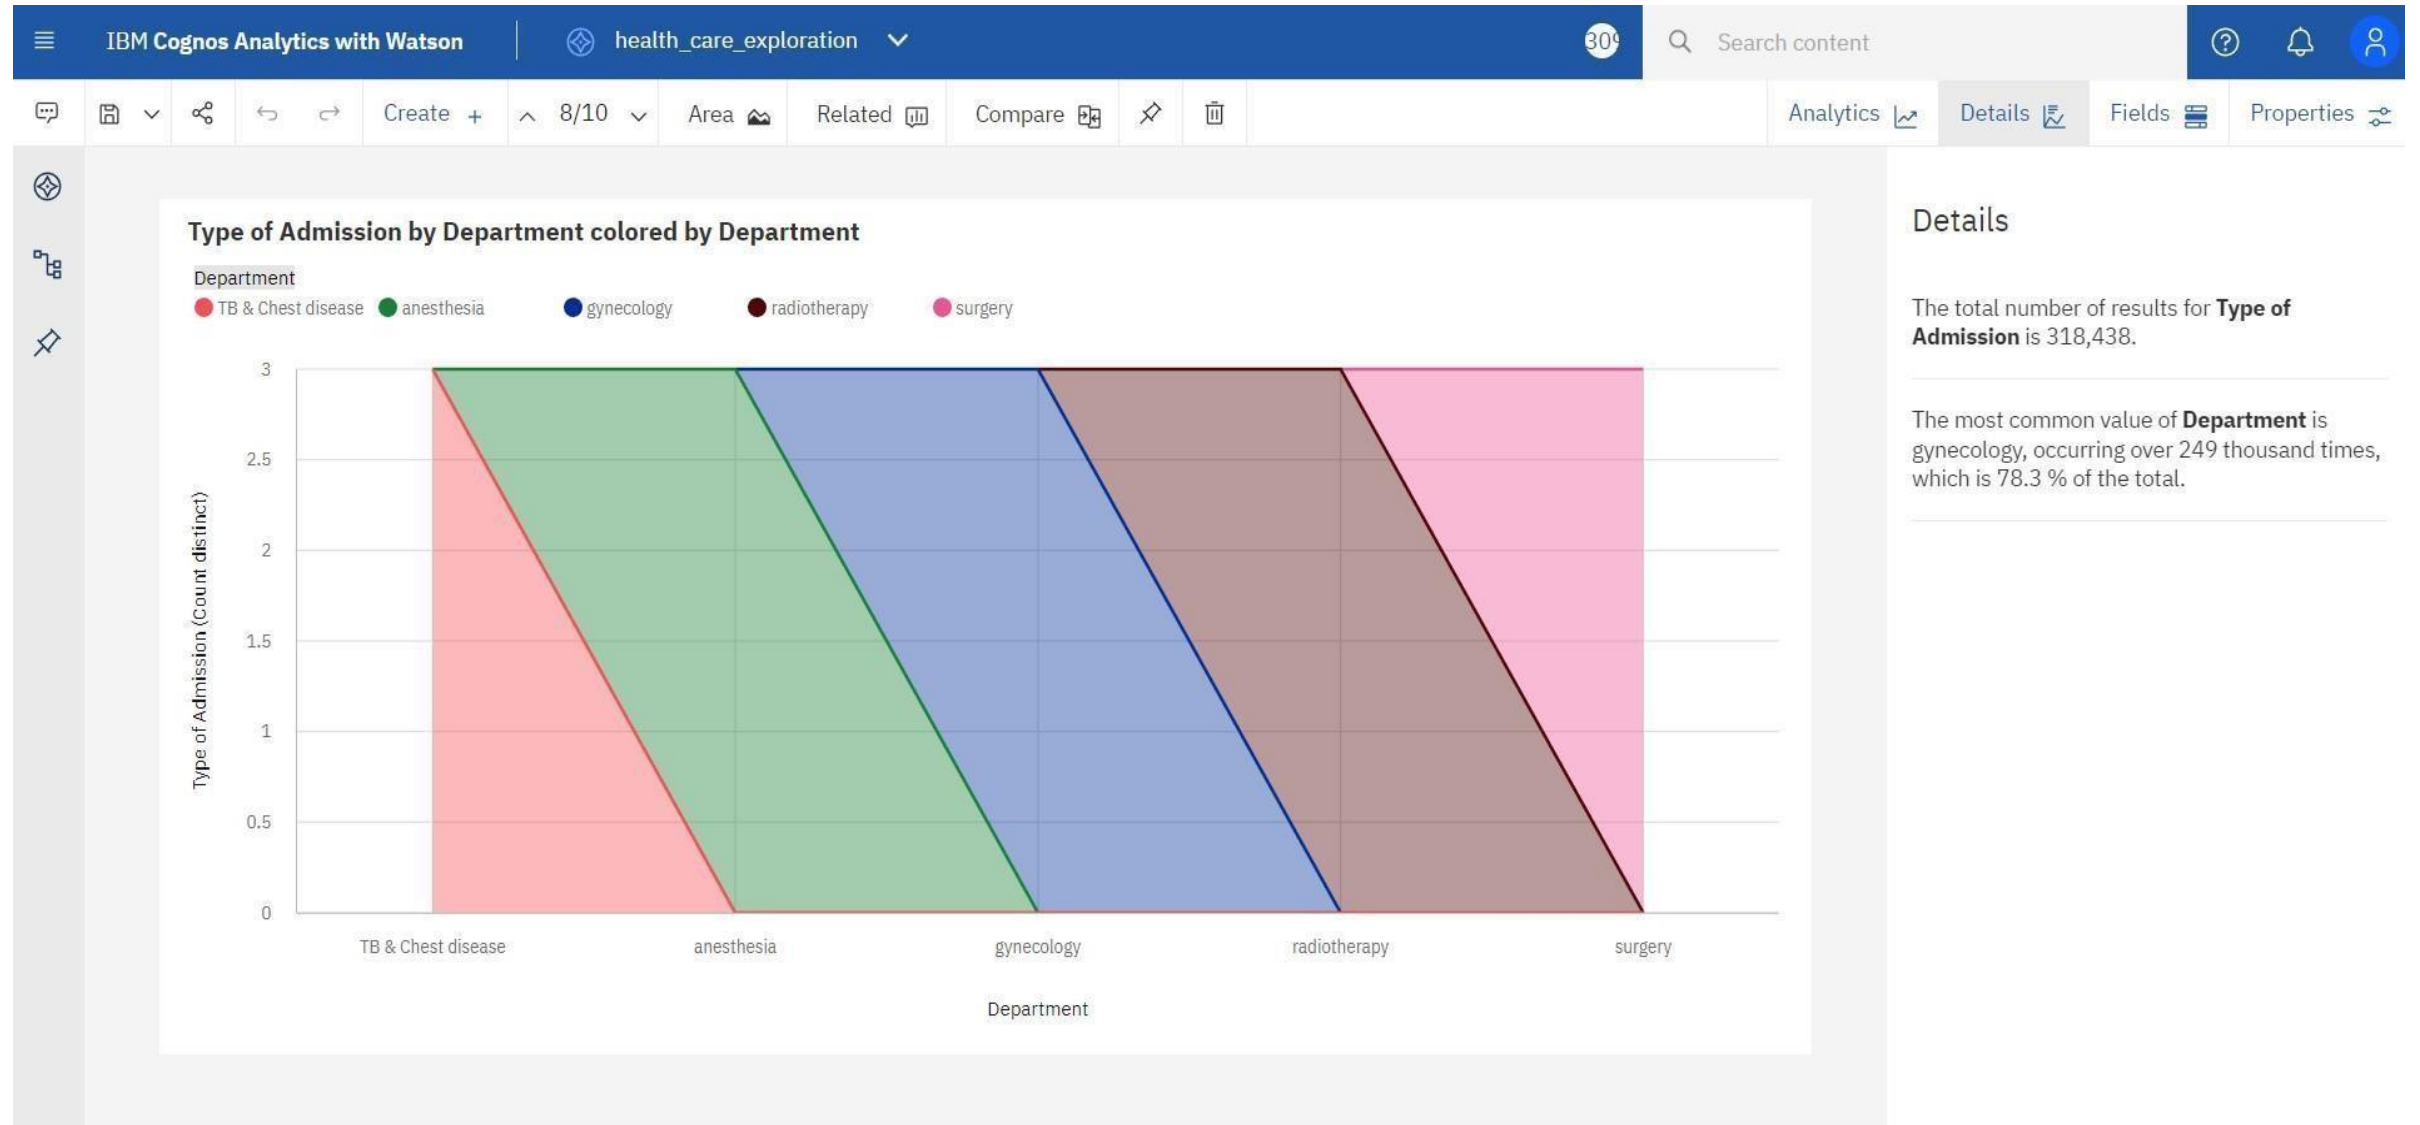 IBM Cognos Analytics with Watson
health_care_exploration
Search content
Create +
8/10
Area
Related
Compare
Analytics
Details
Fields
Properties
Type of Admission by Department colored by Department
Department
TB & Chest disease anesthesia gynecology radiotherapy surgery
3
2.5
2
1.5
1
0.5
0
Type of Admission (Count distinct)
TB & Chest disease anesthesia gynecology radiotherapy surgery
Department
Details
The total number of results for Type of
Admission is 318,438.
The most common value of Department is
gynecology, occurring over 249 thousand times,
which is 78.3 % of the total.